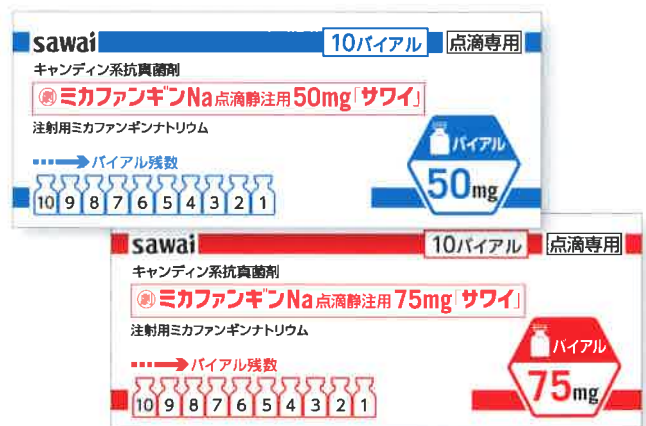 sawai 10バイアル 点滴専用
キャンディン系抗真菌剤
劇 ミカファンギンNa点滴静注用50mg「サワイ」
注射用ミカファンギンナトリウム
バイアル残数
10 9 8 7 6 5 4 3 2 1
バイアル
50mg
sawai 10バイアル 点滴専用
キャンディン系抗真菌剤
劇 ミカファンギンNa点滴静注用75mg「サワイ」
注射用ミカファンギンナトリウム
バイアル残数
10 9 8 7 6 5 4 3 2 1
バイアル
75mg